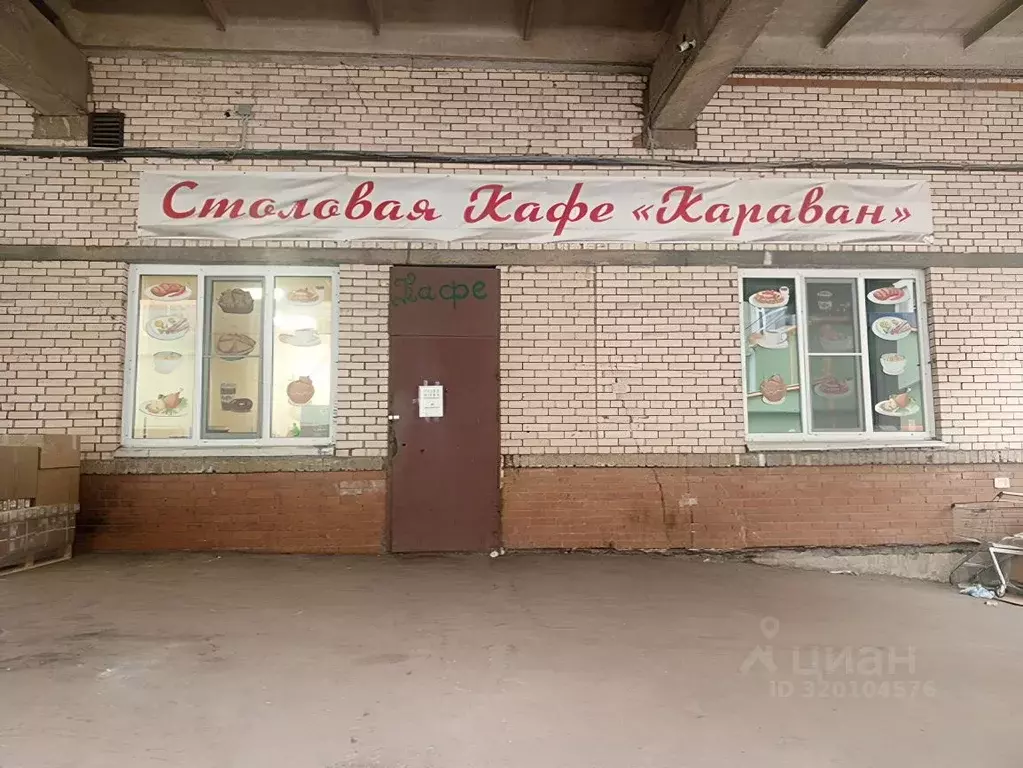 Столовая Кафе «Караван»
Кафе
циан
ID 320104576